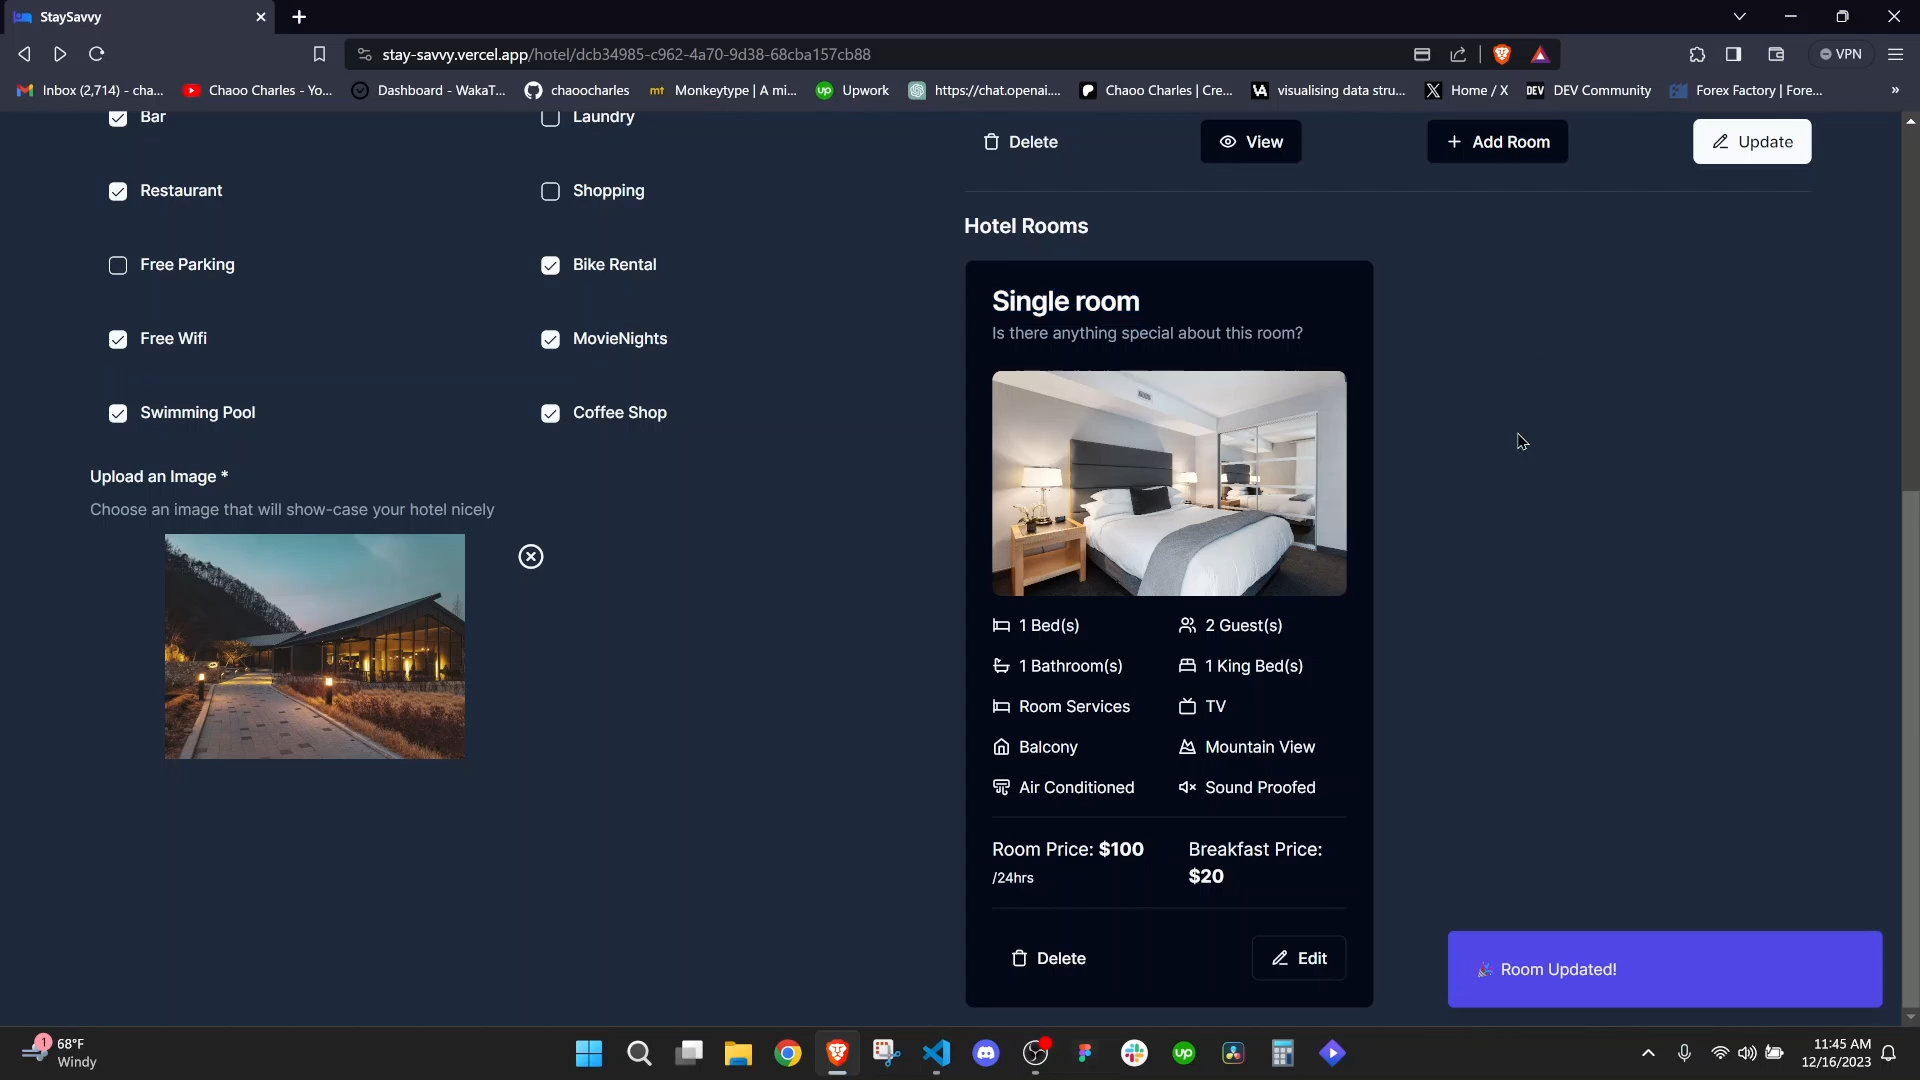 StaySavvy
stay-savvy.vercel.app/hotel/dcb34985-c962-4a70-9d38-68cba157cb88
VPN
Inbox (2,714) - cha...
Chaoo Charles - Yo...
Dashboard - WakaT...
chaoocharles
mt Monkeytype | A mi...
up Upwork
https://chat.openai....
Chaoo Charles | Cre...
VA visualising data stru...
Home / X
DEV DEV Community
Forex Factory | Fore...
»
Bar
Laundry
Restaurant
Shopping
Free Parking
Bike Rental
Free Wifi
MovieNights
Swimming Pool
Coffee Shop
Upload an Image *
Choose an image that will show-case your hotel nicely
Delete
View
+ Add Room
Update
Hotel Rooms
Single room
Is there anything special about this room?
1 Bed(s)
2 Guest(s)
1 Bathroom(s)
1 King Bed(s)
Room Services
TV
Balcony
Mountain View
Air Conditioned
Sound Proofed
Room Price: $100
/24hrs
Breakfast Price:
$20
Delete
Edit
🎉 Room Updated!
1
68°F
Windy
up
11:45 AM
12/16/2023